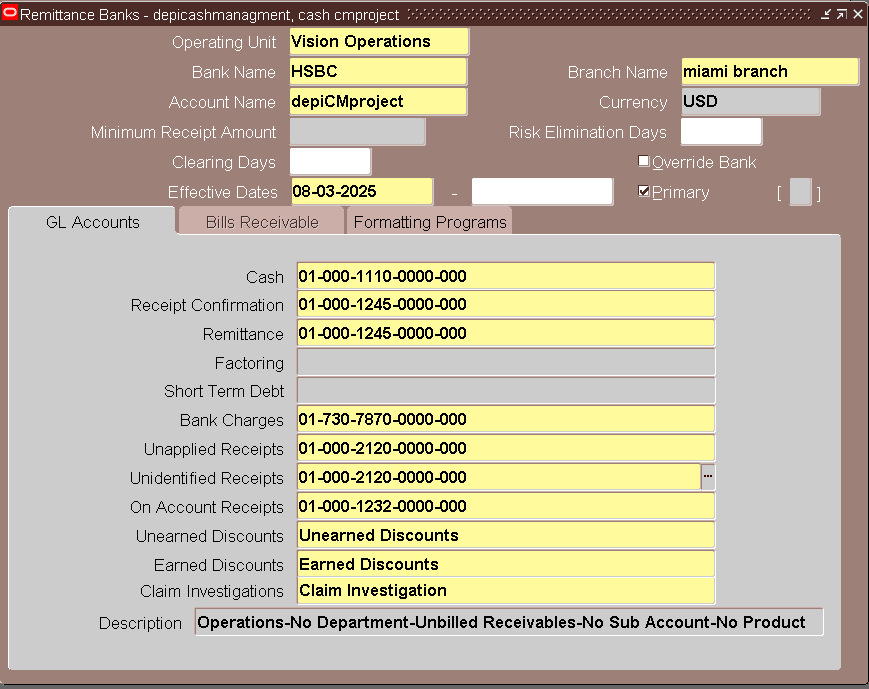 Remittance Banks - depicashmanagment, cash cmproject
Operating Unit Vision Operations
Bank Name HSBC Branch Name miami branch
Account Name depiCMproject Currency USD
Minimum Receipt Amount Risk Elimination Days
Clearing Days Override Bank
Effective Dates 08-03-2025 - Primary [ ]
GL Accounts Bills Receivable Formatting Programs
Cash 01-000-1110-0000-000
Receipt Confirmation 01-000-1245-0000-000
Remittance 01-000-1245-0000-000
Factoring
Short Term Debt
Bank Charges 01-730-7870-0000-000
Unapplied Receipts 01-000-2120-0000-000
Unidentified Receipts 01-000-2120-0000-000 ...
On Account Receipts 01-000-1232-0000-000
Unearned Discounts Unearned Discounts
Earned Discounts Earned Discounts
Claim Investigations Claim Investigation
Description Operations-No Department-Unbilled Receivables-No Sub Account-No Product